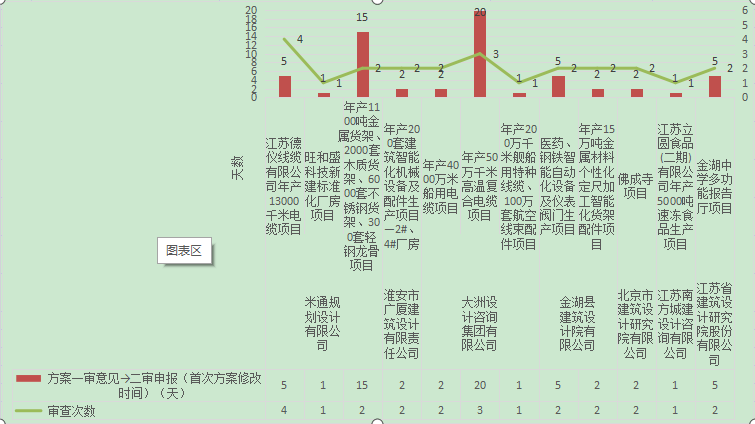 20
18
16
14
12
10
8
6
4
2
0
天数
5 15 2 2 20 5 2 2 5
4 1 2 2 2 3 1 2 2 2 1 2
6
5
4
3
2
1
0
江苏德
仪线缆
有限公
司年产
13000
千米电
缆项目
旺和盛
科技新
建标准
化厂房
项目
年产11
00吨金
属货架、
2000套
木质货
架、60
0套不
锈钢货
架、30
0套轻
钢龙骨
项目
年产20
0套建
筑智能
化机械
设备及
配件生
产项目
—2#、
4#厂房
年产40
00万米
船用电
缆项目
年产50
万千米
高温复
合电缆
项目
年产20
0万千
米舰船
用特种
线缆、
100万
套航空
线束配
件项目
医药、
钢铁智
能自动
化设备
及仪表
阀门生
产项目
年产15
万吨金
属材料
个性化
定尺加
工智能
化货架
配件项
目
佛成寺
项目
江苏立
圆食品
(二期)
有限公
司年产
5000吨
速冻食
品生产
项目
金湖中
学多功
能报告
厅项目
米通规
划设计
有限公
司
淮安市
广厦建
筑设计
有限责
任公司
大洲设
计咨询
集团有
限公司
金湖县
建筑设
计院有
限公司
北京市
建筑设
计研究
院有限
公司
江苏南
方城建
设计咨
询有限
公司
江苏省
建筑设
计研究
院股份
有限公
司
图表区
方案一审意见→二审申报（首次方案修改
时间）（天） 5 1 15 2 2 20 1 5 2 2 1 5
审查次数 4 1 2 2 2 3 1 2 2 2 1 2